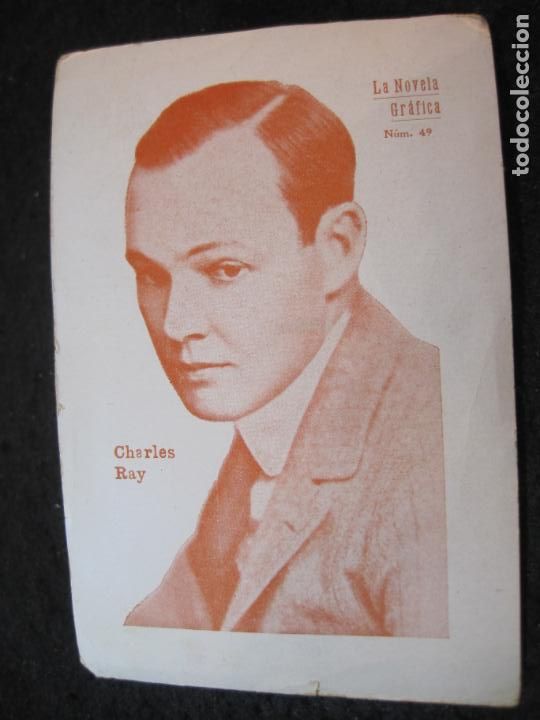 La Novela
Gráfica
Núm. 49
Charles
Ray
todocoleccion